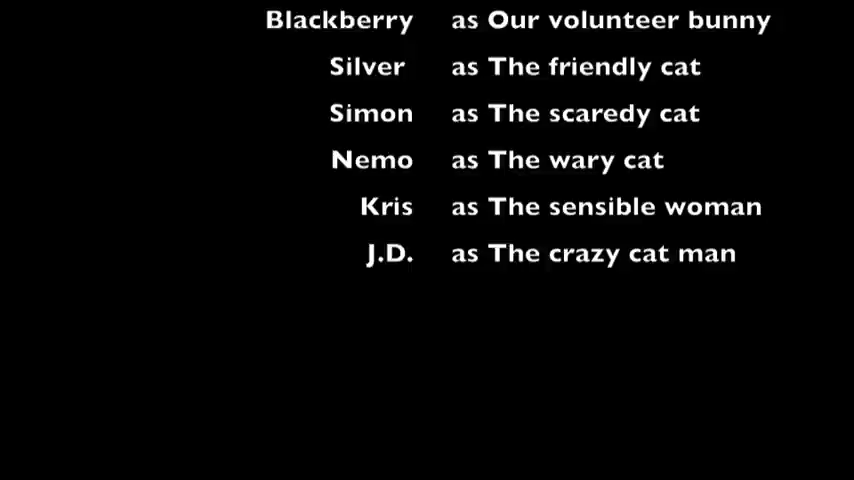 Blackberry as Our volunteer bunny
Silver as The friendly cat
Simon as The scaredy cat
Nemo as The wary cat
Kris as The sensible woman
J.D. as The crazy cat man